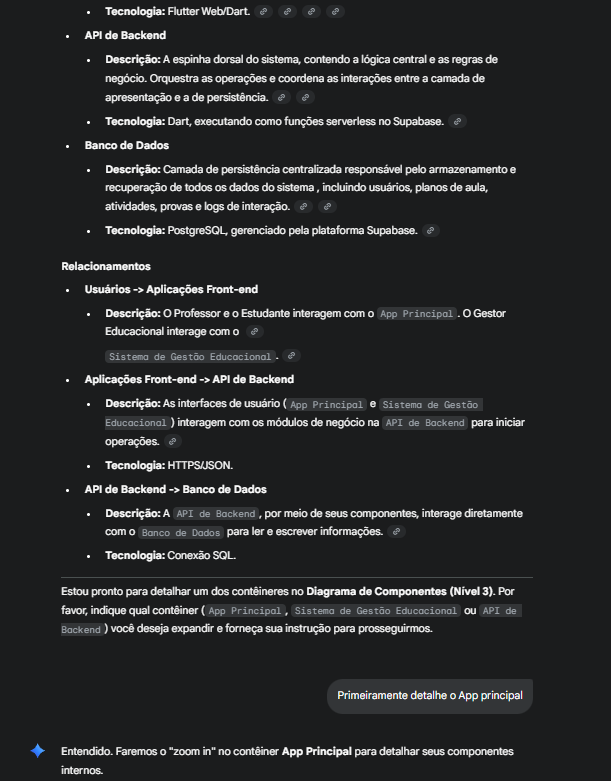 Tecnologia: Flutter Web/Dart.
API de Backend
Descrição: A espinha dorsal do sistema, contendo a lógica central e as regras de
negócio. Orquestra as operações e coordena as interações entre a camada de
apresentação e a de persistência.
Tecnologia: Dart, executando como funções serverless no Supabase.
Banco de Dados
Descrição: Camada de persistência centralizada responsável pelo armazenamento e
recuperação de todos os dados do sistema , incluindo usuários, planos de aula,
atividades, provas e logs de interação.
Tecnologia: PostgreSQL, gerenciado pela plataforma Supabase.
Relacionamentos
Usuários -> Aplicações Front-end
Descrição: O Professor e o Estudante interagem com o App Principal. O Gestor
Educacional interage com o
Sistema de Gestão Educacional.
Aplicações Front-end -> API de Backend
Descrição: As interfaces de usuário (App Principal e Sistema de Gestão
Educacional) interagem com os módulos de negócio na API de Backend para iniciar
operações.
Tecnologia: HTTPS/JSON.
API de Backend -> Banco de Dados
Descrição: A API de Backend, por meio de seus componentes, interage diretamente
com o Banco de Dados para ler e escrever informações.
Tecnologia: Conexão SQL.
Estou pronto para detalhar um dos contêineres no Diagrama de Componentes (Nível 3). Por
favor, indique qual contêiner (App Principal, Sistema de Gestão Educacional ou API de
Backend) você deseja expandir e forneça sua instrução para prosseguirmos.
Primeiramente detalhe o App principal
Entendido. Faremos o "zoom in" no contêiner App Principal para detalhar seus componentes
internos.